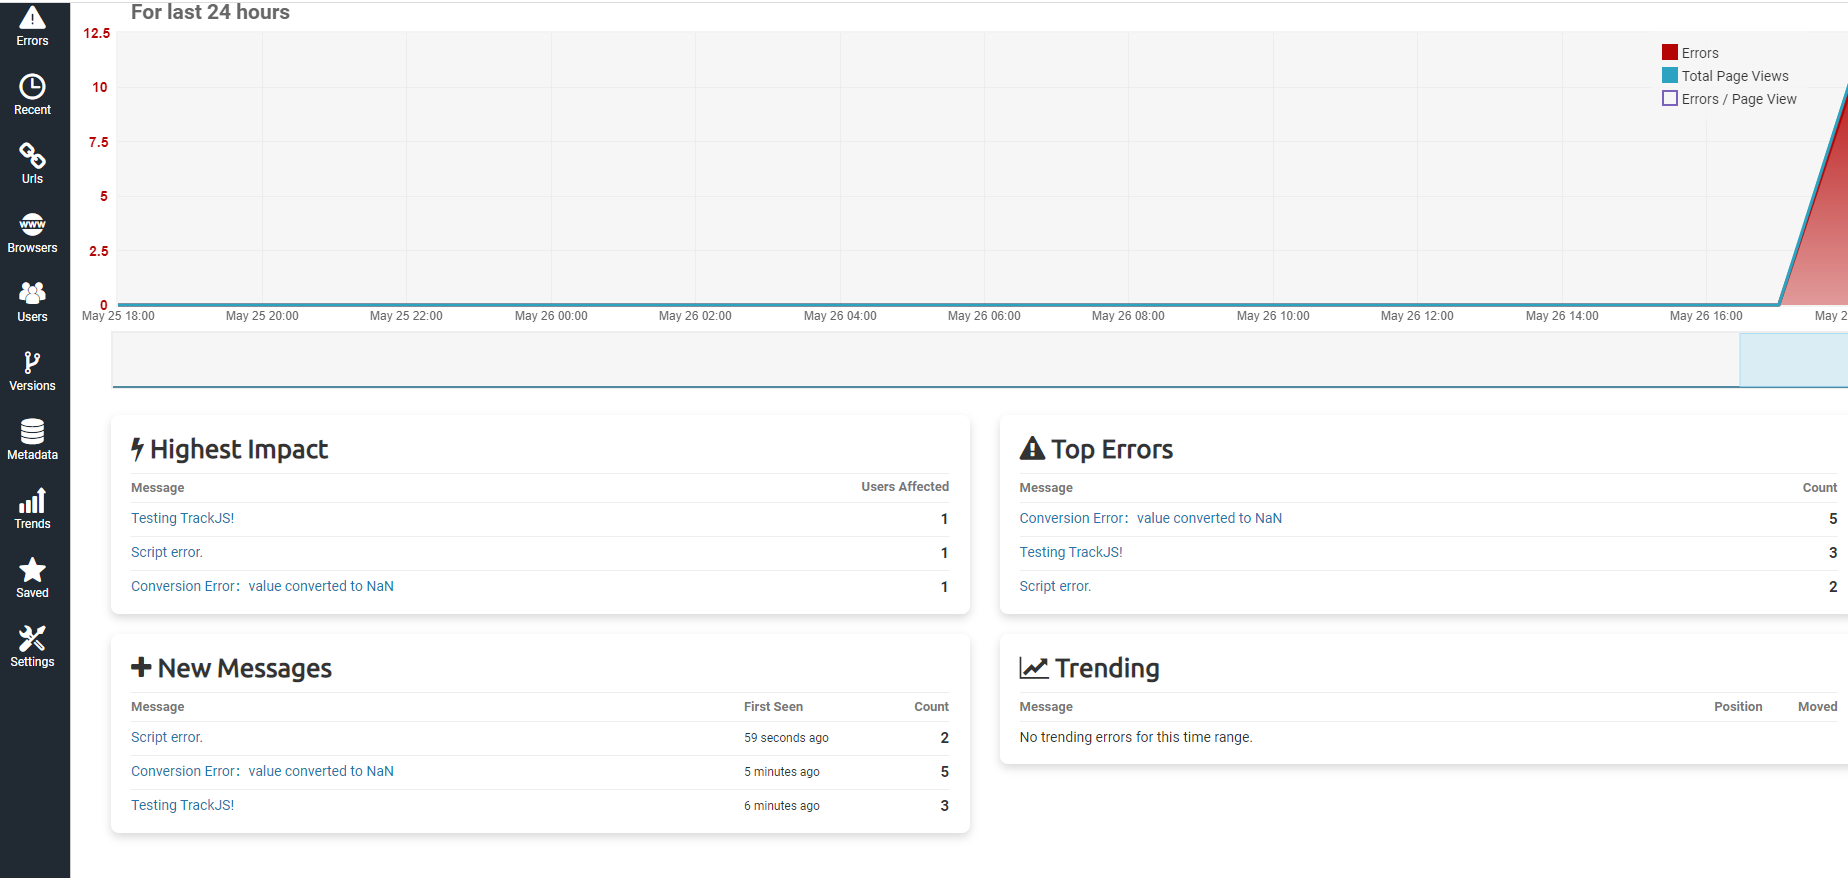 For last 24 hours
Errors
Recent
Urls
Browsers
Users
Versions
Metadata
Trends
Saved
Settings
12.5
10
7.5
5
2.5
0
Errors
Total Page Views
Errors / Page View
May 25 18:00 May 25 20:00 May 25 22:00 May 26 00:00 May 26 02:00 May 26 04:00 May 26 06:00 May 26 08:00 May 26 10:00 May 26 12:00 May 26 14:00 May 26 16:00 May 2
Highest Impact
Message Users Affected
Testing TrackJS! 1
Script error. 1
Conversion Error: value converted to NaN 1
Top Errors
Message Count
Conversion Error: value converted to NaN 5
Testing TrackJS! 3
Script error. 2
New Messages
Message First Seen Count
Script error. 59 seconds ago 2
Conversion Error: value converted to NaN 5 minutes ago 5
Testing TrackJS! 6 minutes ago 3
Trending
Message Position Moved
No trending errors for this time range.